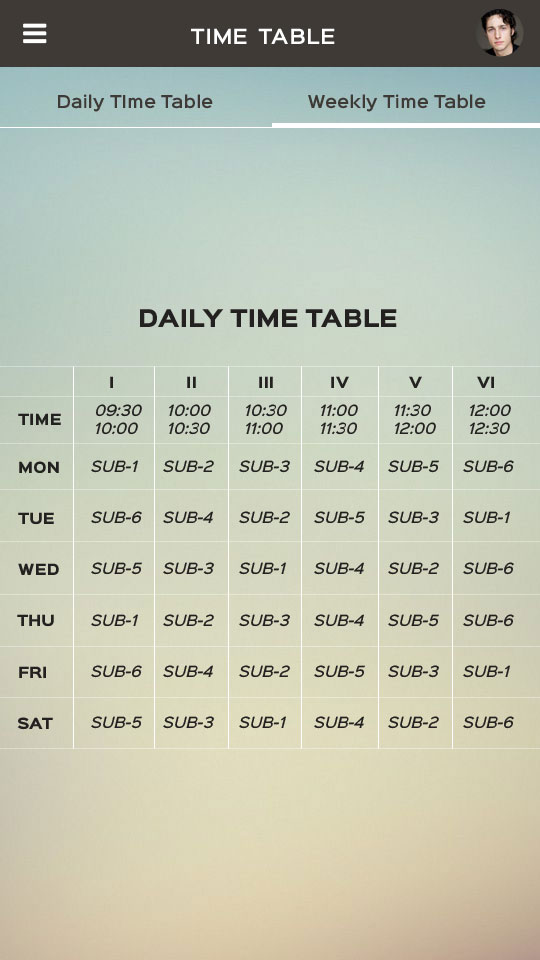 TIME TABLE
Daily TIme Table Weekly Time Table
DAILY TIME TABLE
I II III IV V VI
TIME 09:30 10:00 10:30 11:00 11:30 12:00
10:00 10:30 11:00 11:30 12:00 12:30
MON SUB-1 SUB-2 SUB-3 SUB-4 SUB-5 SUB-6
TUE SUB-6 SUB-4 SUB-2 SUB-5 SUB-3 SUB-1
WED SUB-5 SUB-3 SUB-1 SUB-4 SUB-2 SUB-6
THU SUB-1 SUB-2 SUB-3 SUB-4 SUB-5 SUB-6
FRI SUB-6 SUB-4 SUB-2 SUB-5 SUB-3 SUB-1
SAT SUB-5 SUB-3 SUB-1 SUB-4 SUB-2 SUB-6